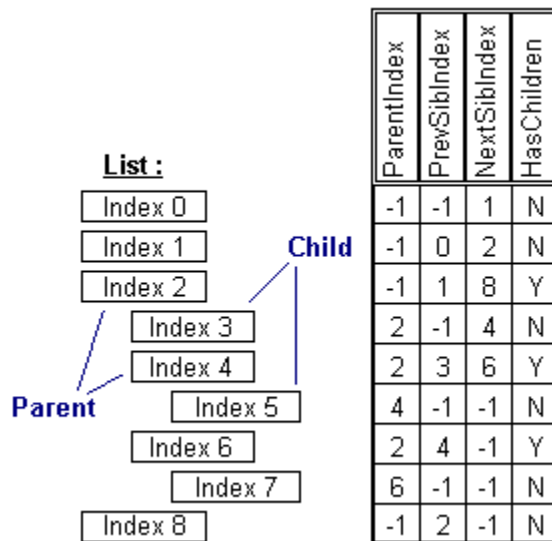 ParentIndex PrevSibIndex NextSibIndex HasChildren
List :
Index 0 -1 -1 1 N
Index 1 Child -1 0 2 N
Index 2 -1 1 8 Y
Index 3 2 -1 4 N
Index 4 2 3 6 Y
Parent Index 5 4 -1 -1 N
Index 6 2 4 -1 Y
Index 7 6 -1 -1 N
Index 8 -1 2 -1 N